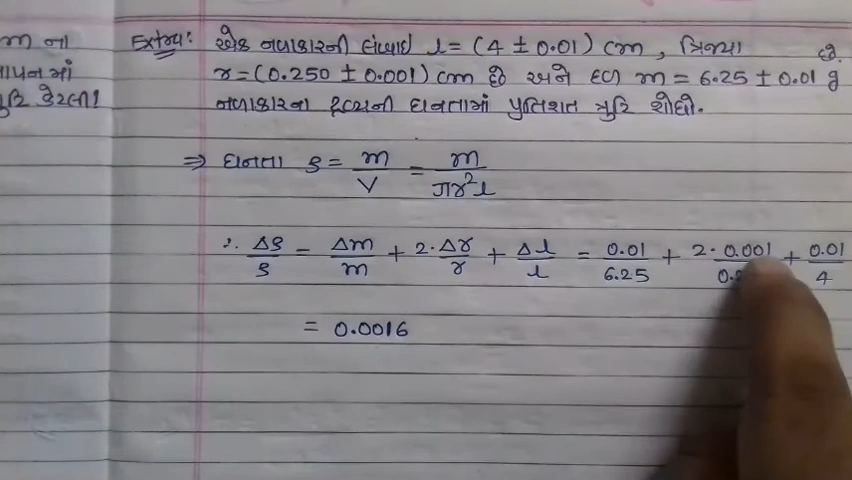 m ના
Extra: એક નળાકારની લંબાઈ l = (4 ± 0.01) cm, ત્રિજ્યા
માં r = (0.250 ± 0.001) cm છે અને દળ m = 6.25 ± 0.01 g છે.
નળાકારના દ્રવ્યની ઘનતામાં પ્રતિશત ત્રુટિ શોધો.
⇒ ઘનતા ρ = m/V = m/πr²l
∴ Δρ/ρ = Δm/m + 2·Δr/r + Δl/l = 0.01/6.25 + 2·0.001/0. + 0.01/4
= 0.0016